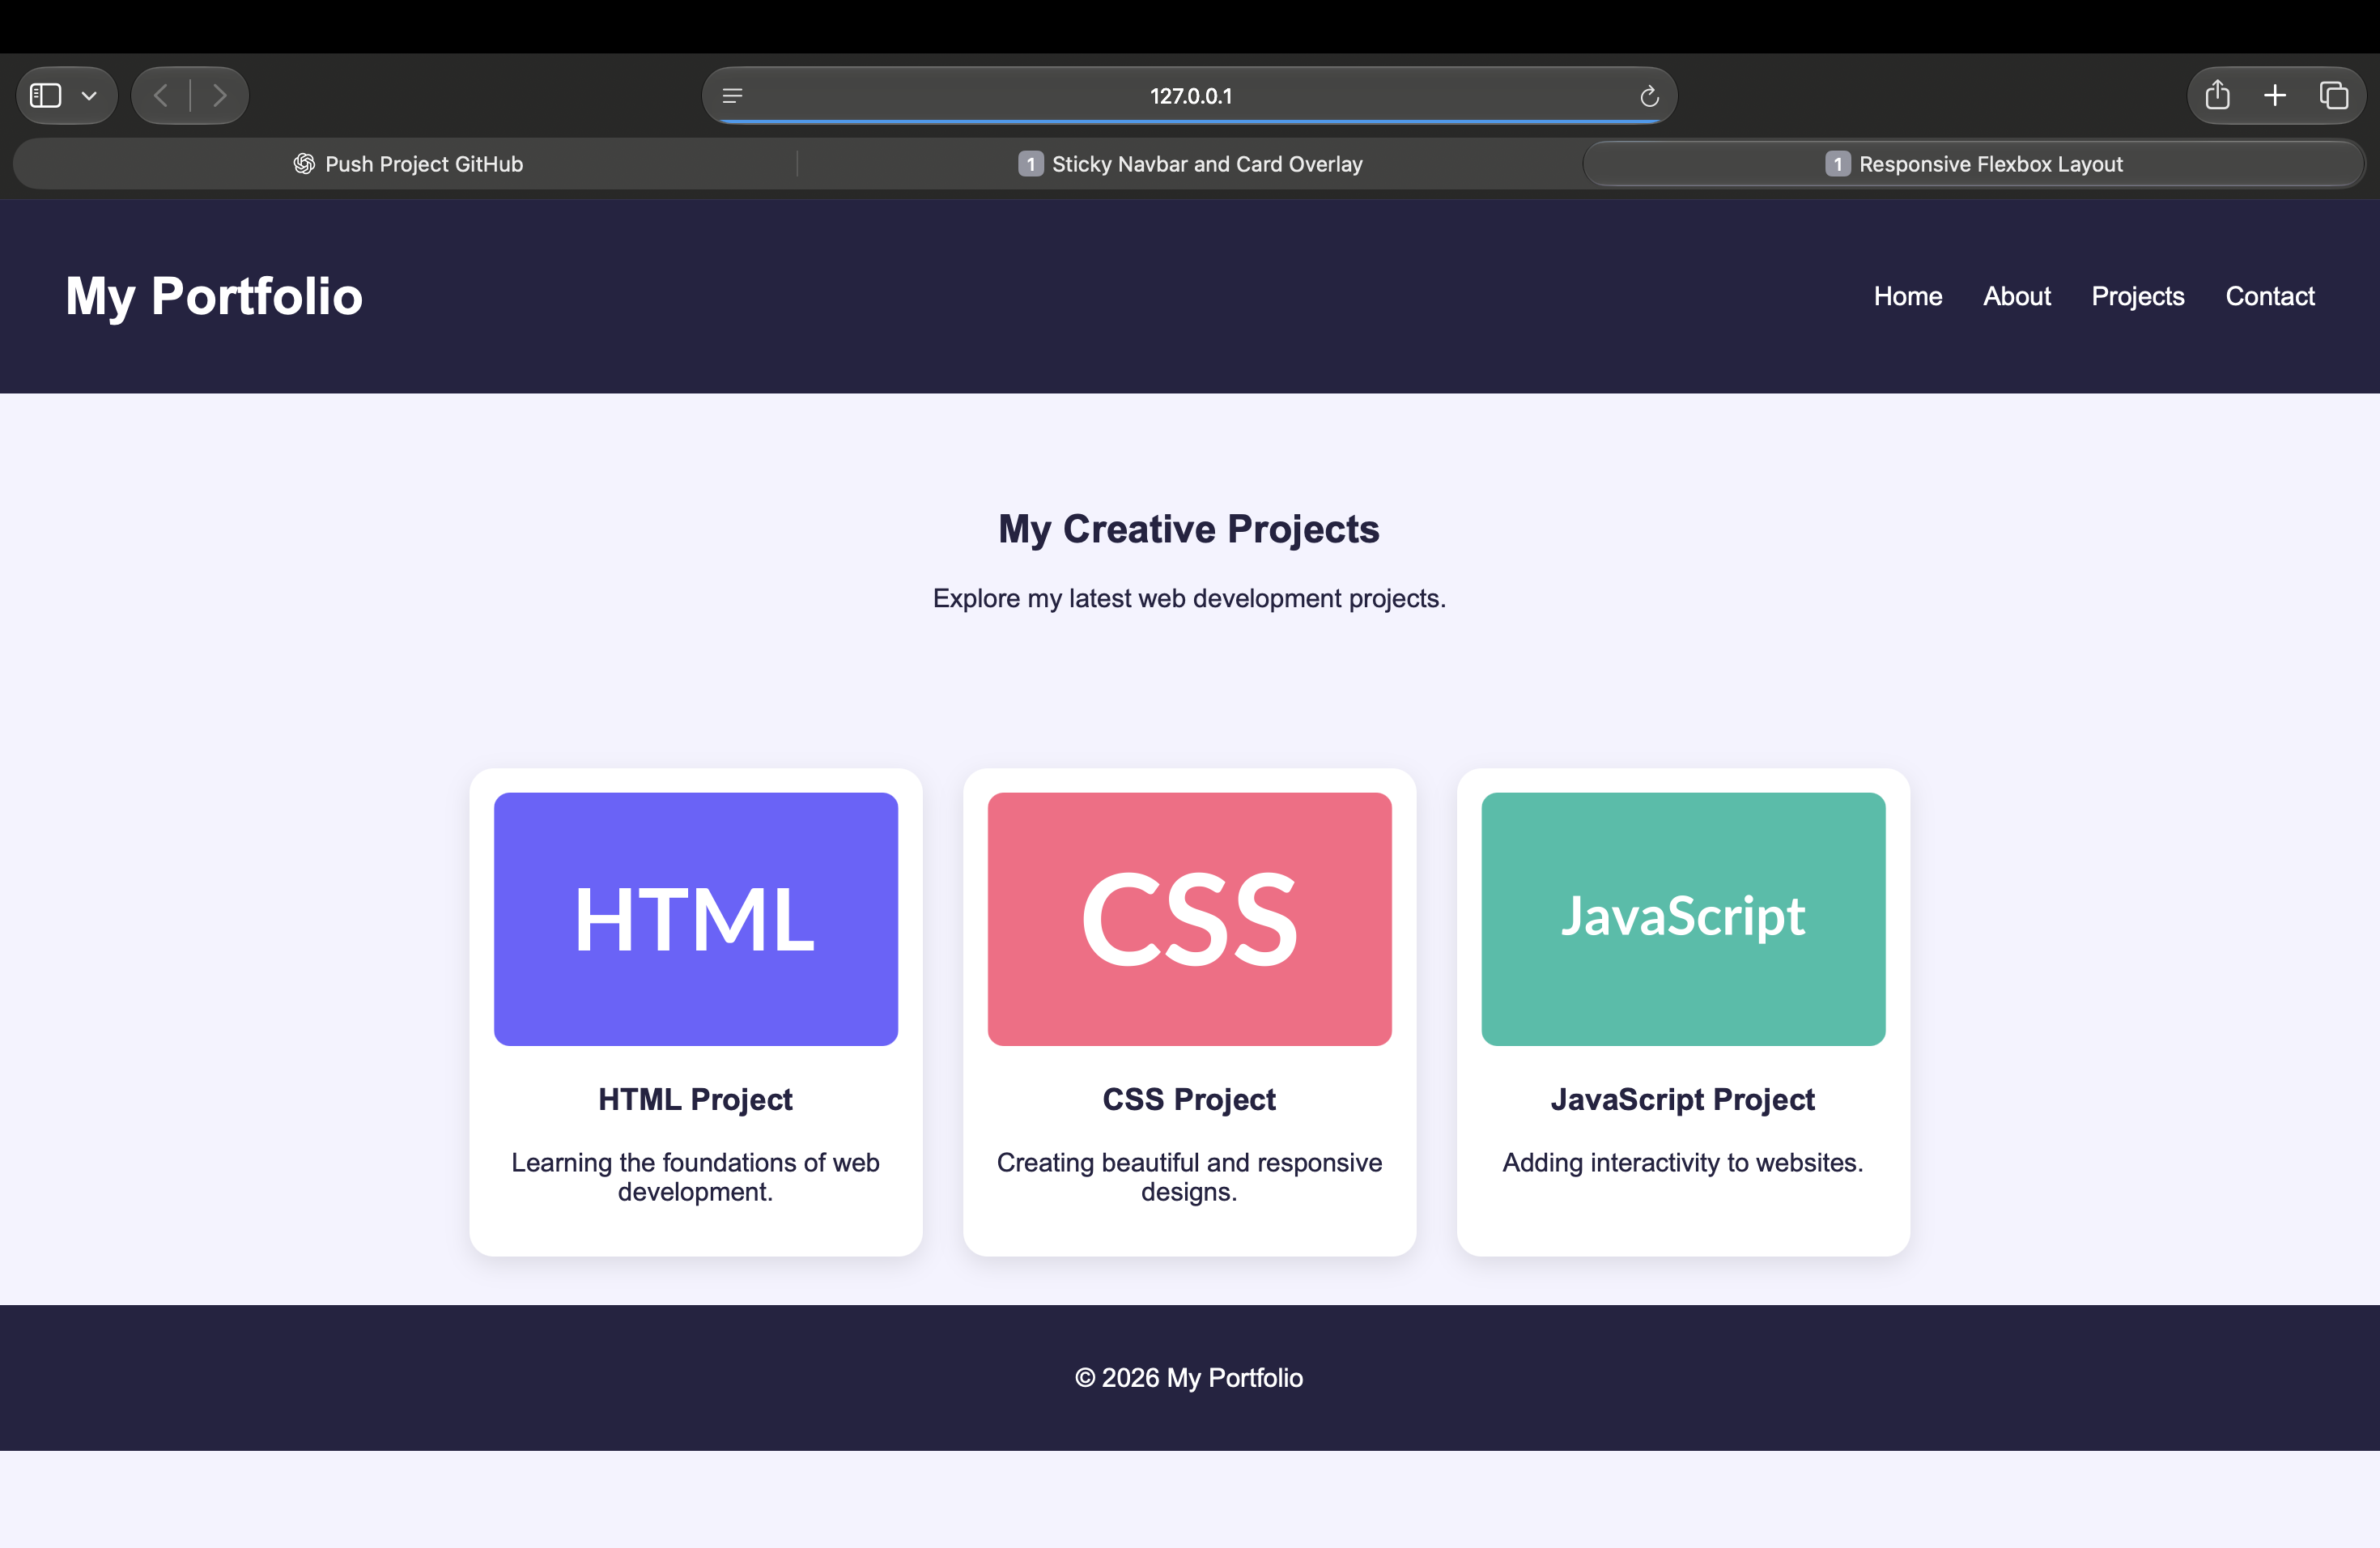 127.0.0.1
Push Project GitHub
1 Sticky Navbar and Card Overlay
1 Responsive Flexbox Layout
My Portfolio
Home About Projects Contact
My Creative Projects
Explore my latest web development projects.
HTML
CSS
JavaScript
HTML Project
Learning the foundations of web
development.
CSS Project
Creating beautiful and responsive
designs.
JavaScript Project
Adding interactivity to websites.
© 2026 My Portfolio